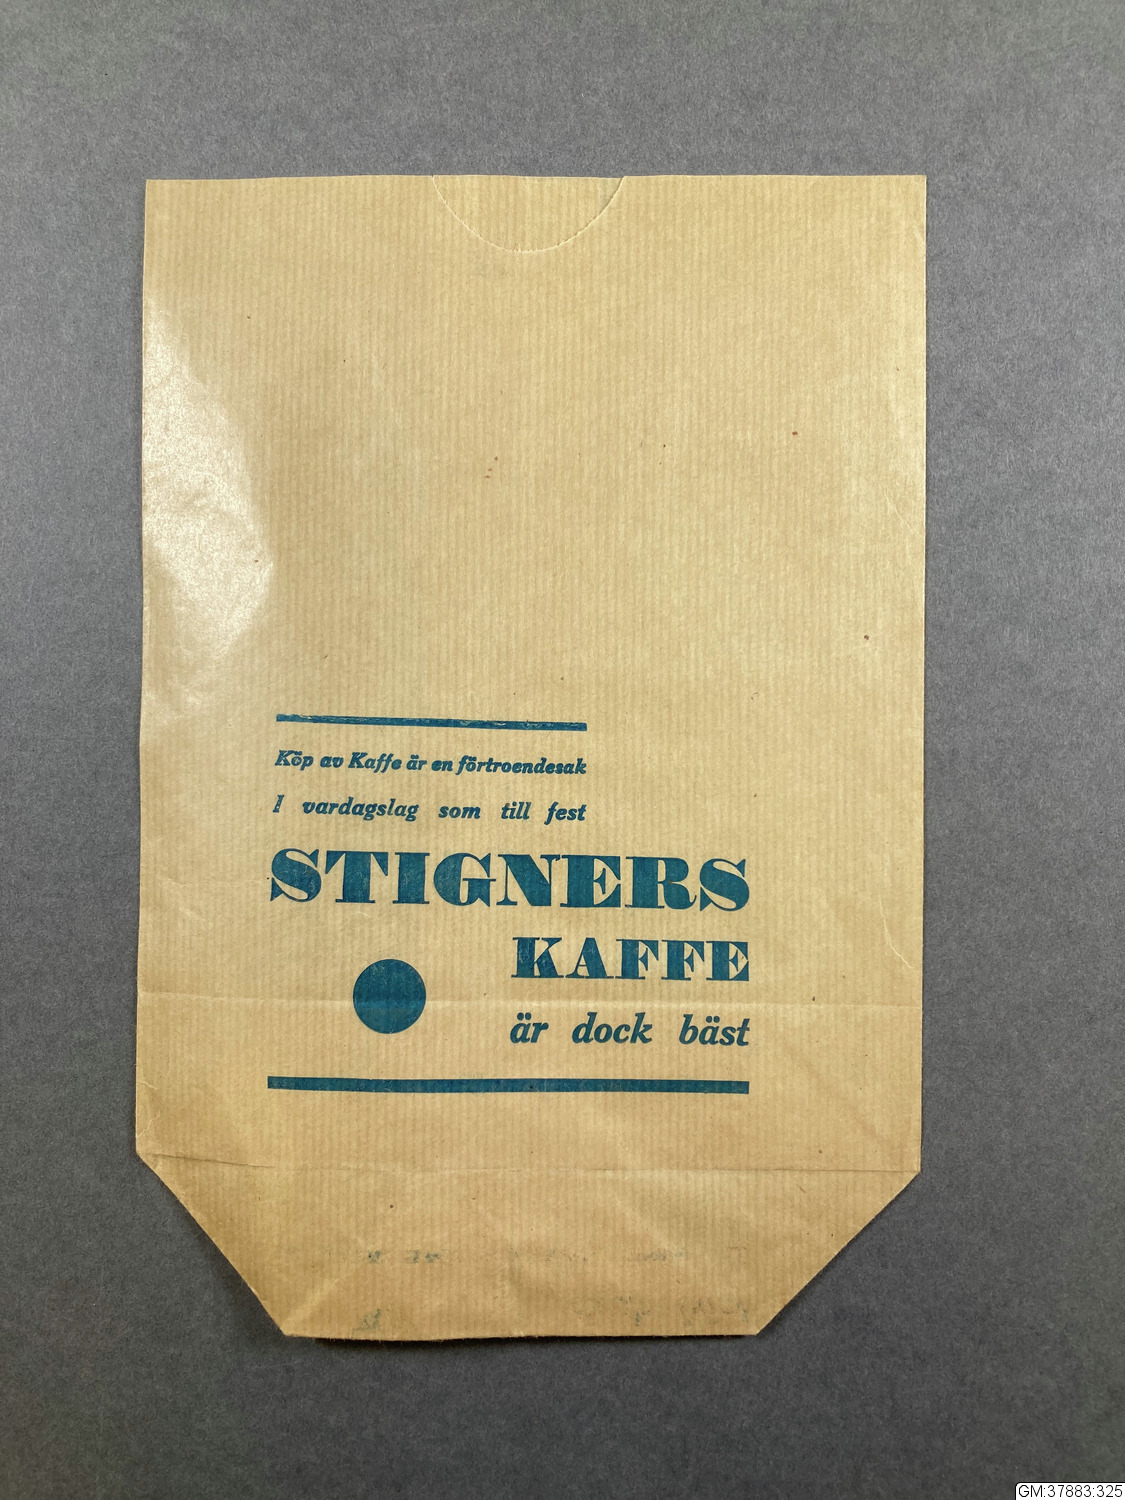 Köp av Kaffe är en förtroendesak
I vardagslag som till fest
STIGNERS
KAFFE
är dock bäst
GM:37883:325